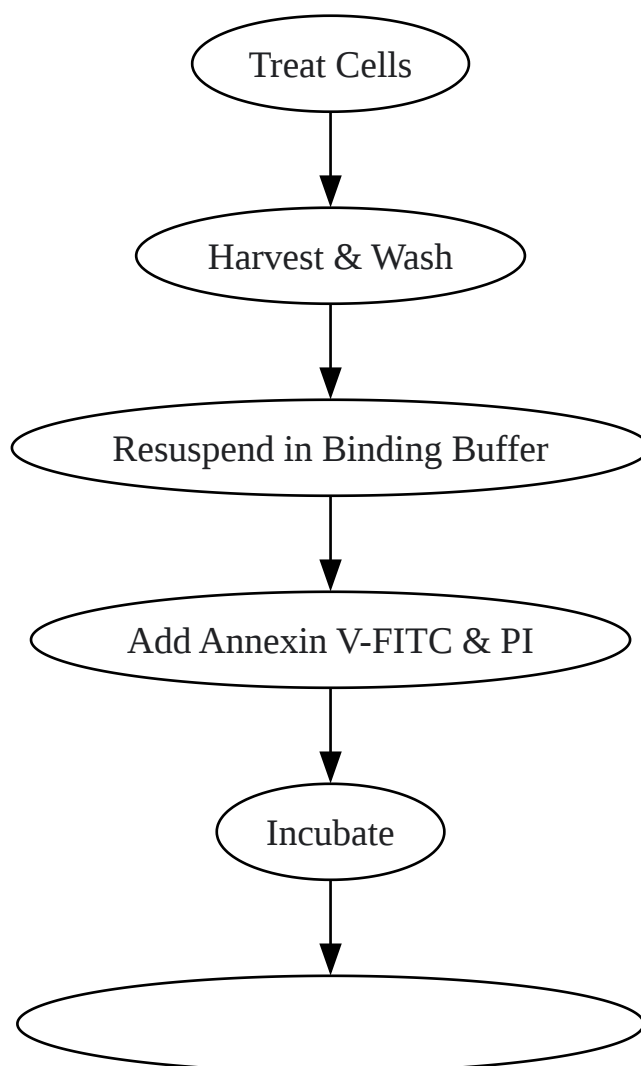 Treat Cells
Harvest & Wash
Resuspend in Binding Buffer
Add Annexin V-FITC & PI
Incubate